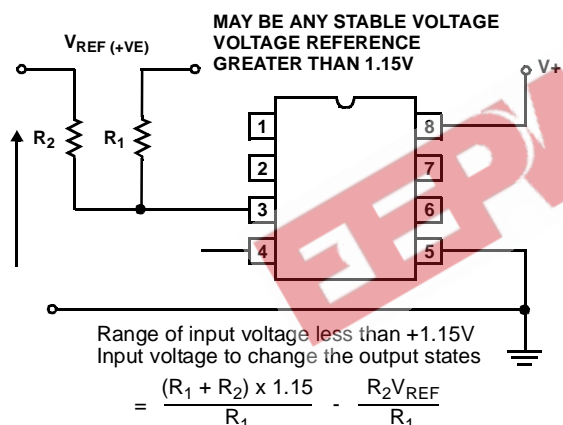 MAY BE ANY STABLE VOLTAGE
VOLTAGE REFERENCE
GREATER THAN 1.15V
VREF (+VE)
V+
R2
R1
1
2
3
4
8
7
6
5
EEPW
Range of input voltage less than +1.15V
Input voltage to change the output states
= (R1 + R2) x 1.15 / R1 - R2VREF / R1